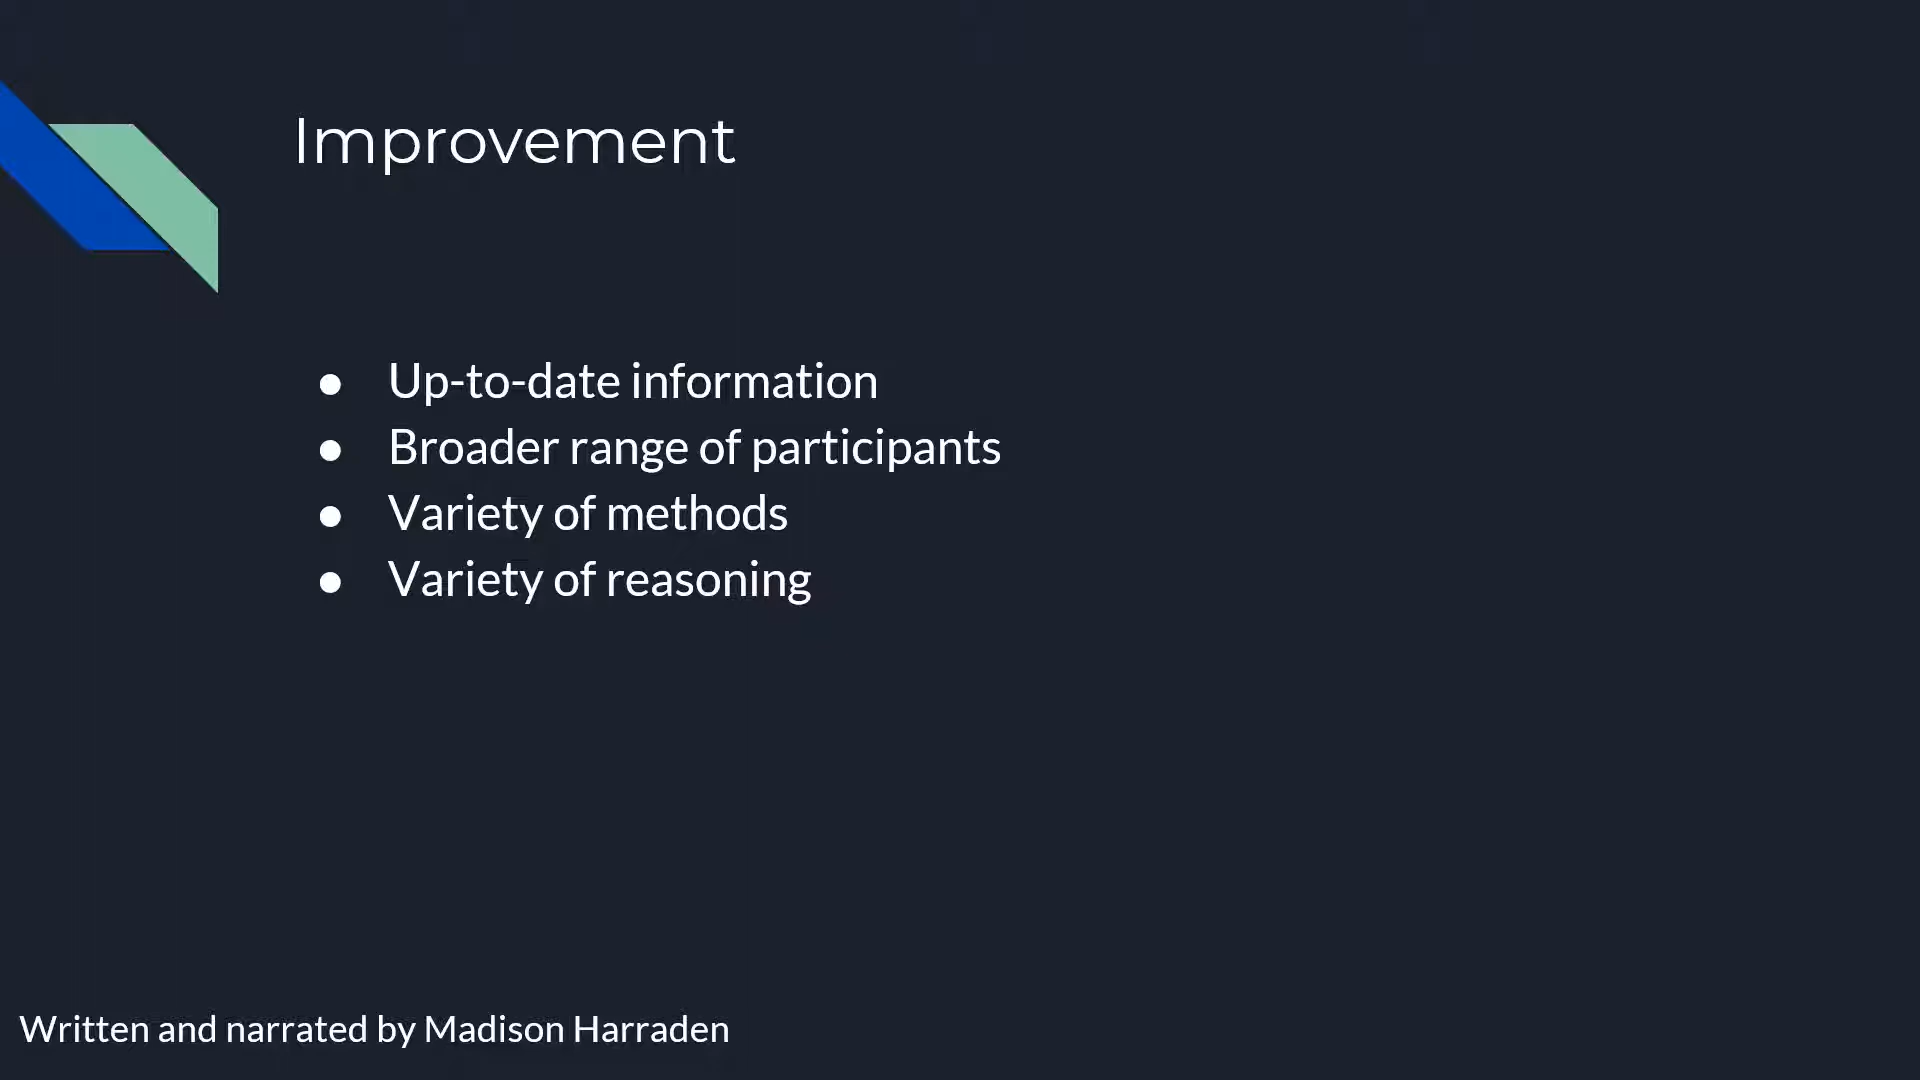 Improvement
● Up-to-date information
● Broader range of participants
● Variety of methods
● Variety of reasoning
Written and narrated by Madison Harraden